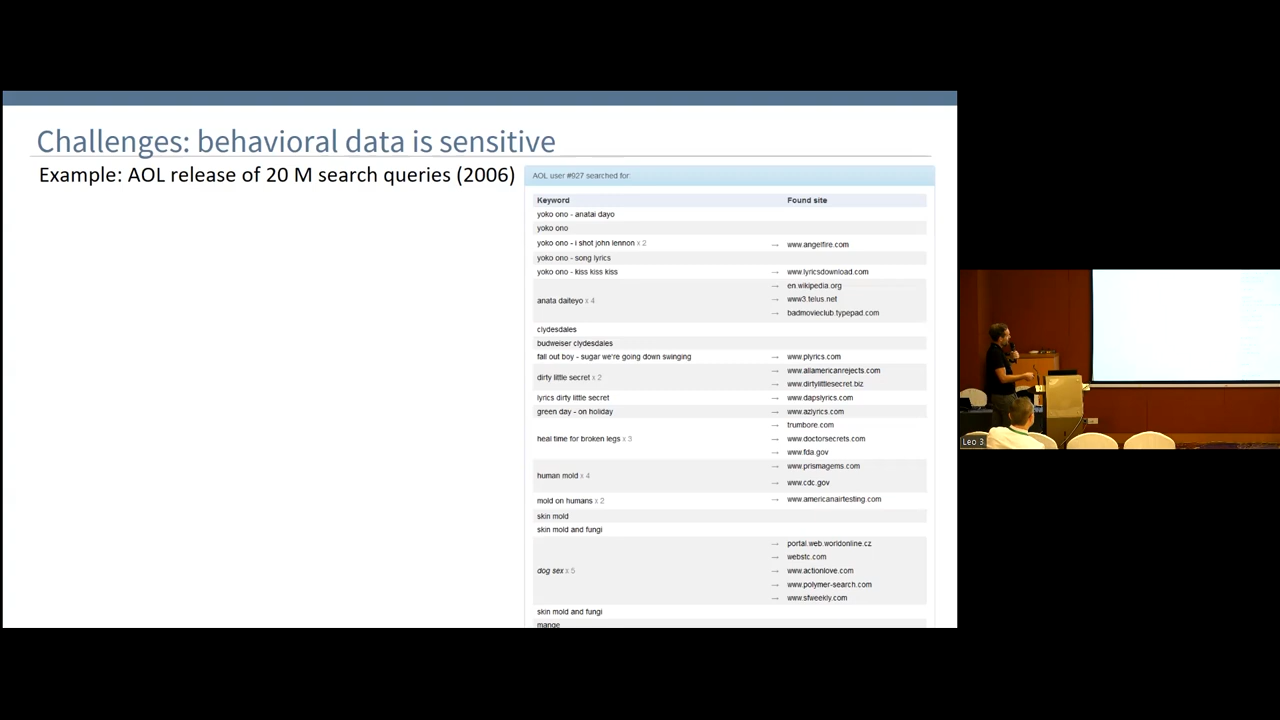 Challenges: behavioral data is sensitive
Example: AOL release of 20 M search queries (2006)
AOL user #927 searched for:
Keyword Found site
yoko ono - anatai dayo
yoko ono
yoko ono - i shot john lennon x 2 → www.angelfire.com
yoko ono - song lyrics
yoko ono - kiss kiss kiss → www.lyricsdownload.com
anata daiteyo x 4 → en.wikipedia.org
→ www3.telus.net
→ badmovieclub.typepad.com
clydesdales
budweiser clydesdales
fall out boy - sugar we're going down swinging → www.plyrics.com
dirty little secret x 2 → www.allamericanrejects.com
→ www.dirtylittlesecret.biz
lyrics dirty little secret → www.dapslyrics.com
green day - on holiday → www.azlyrics.com
heal time for broken legs x 3 → trumbore.com
→ www.doctorsecrets.com
→ www.fda.gov
human mold x 4 → www.prismagems.com
→ www.cdc.gov
mold on humans x 2 → www.americanairtesting.com
skin mold
skin mold and fungi
dog sex x 5 → portal.web.worldonline.cz
→ webstc.com
→ www.actionlove.com
→ www.polymer-search.com
→ www.sfweekly.com
skin mold and fungi
mange
Leo 3